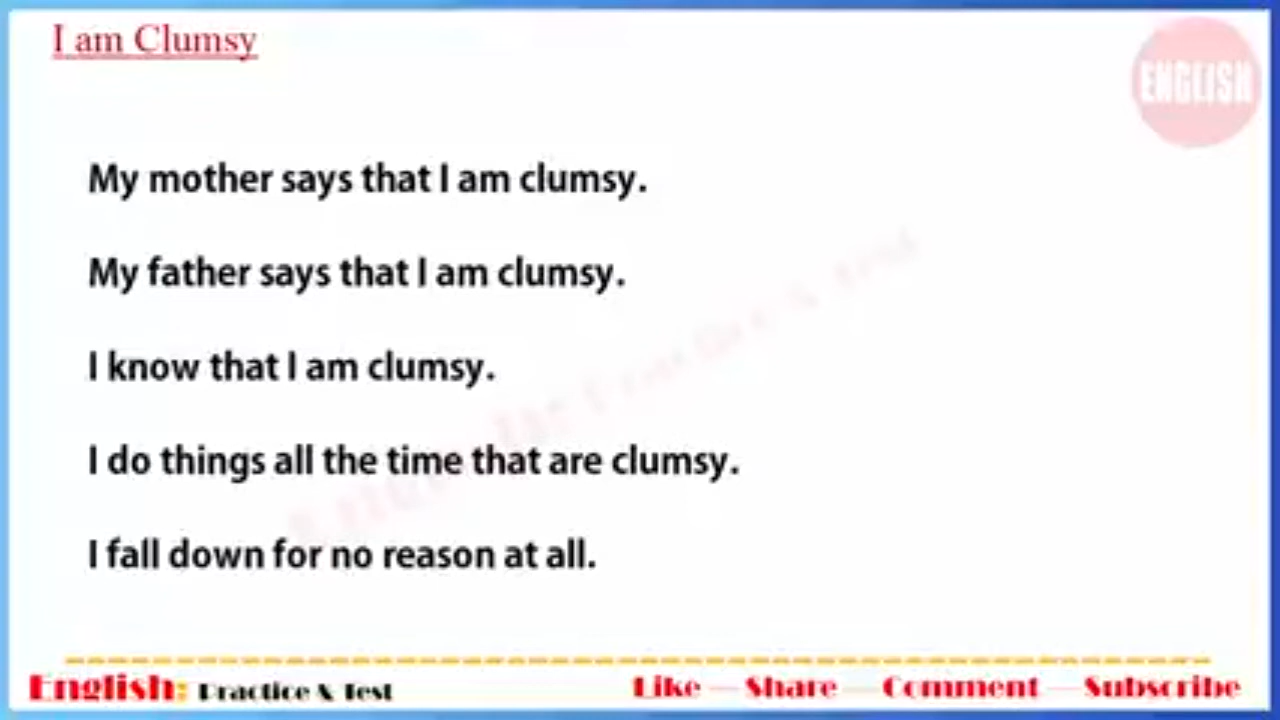 I am Clumsy
ENGLISH
My mother says that I am clumsy.
My father says that I am clumsy.
I know that I am clumsy.
I do things all the time that are clumsy.
I fall down for no reason at all.
English: Practice & Test
Like — Share — Comment — Subscribe